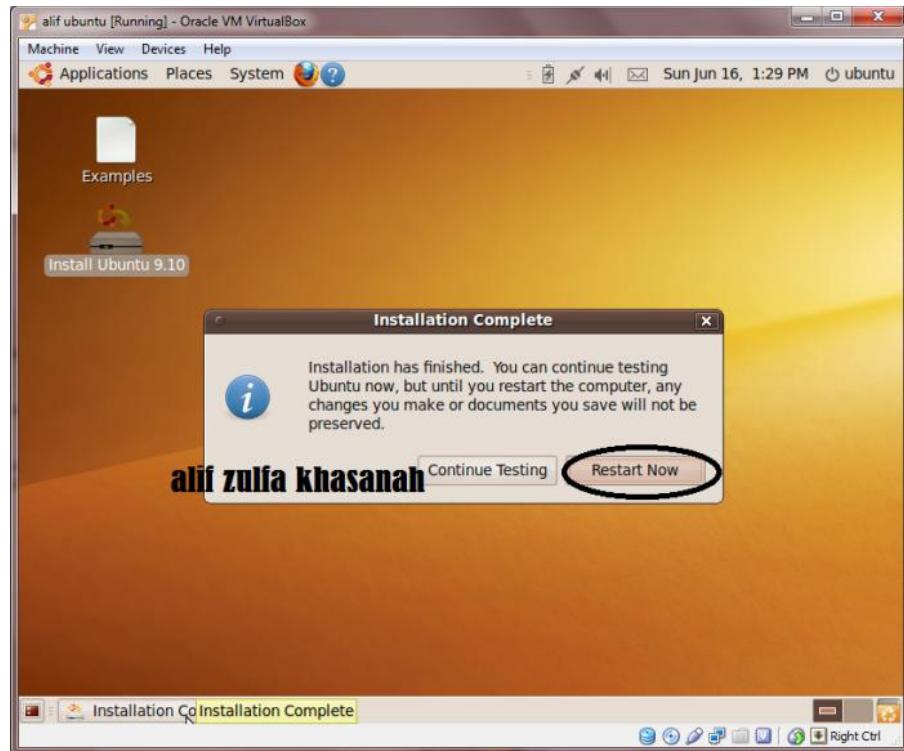 alif ubuntu [Running] - Oracle VM VirtualBox
Machine View Devices Help
Applications Places System ? Sun Jun 16, 1:29 PM ubuntu
Examples
Install Ubuntu 9.10
Installation Complete
i
Installation has finished. You can continue testing
Ubuntu now, but until you restart the computer, any
changes you make or documents you save will not be
preserved.
Continue Testing Restart Now
alif zulfa khasanah
Installation Co Installation Complete
Right Ctrl